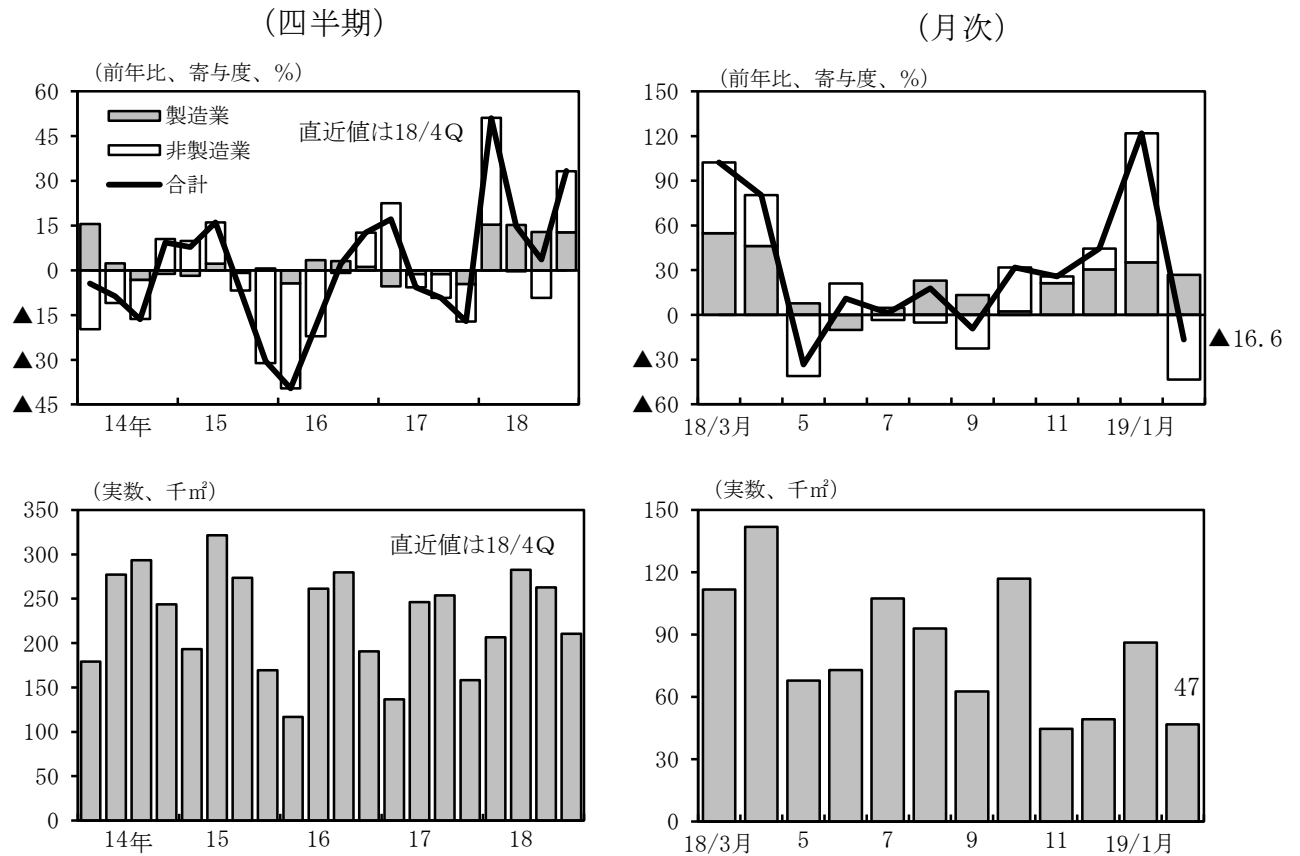 (四半期)
(前年比、寄与度、%)
60
45
30
15
0
▲15
▲30
▲45
製造業
非製造業
合計
直近値は18/4Q
14年 15 16 17 18
(月次)
(前年比、寄与度、%)
150
120
90
60
30
0
▲30
▲60
▲16.6
18/3月 5 7 9 11 19/1月
(実数、千㎡)
350
300
250
200
150
100
50
0
直近値は18/4Q
14年 15 16 17 18
(実数、千㎡)
150
120
90
60
30
0
47
18/3月 5 7 9 11 19/1月